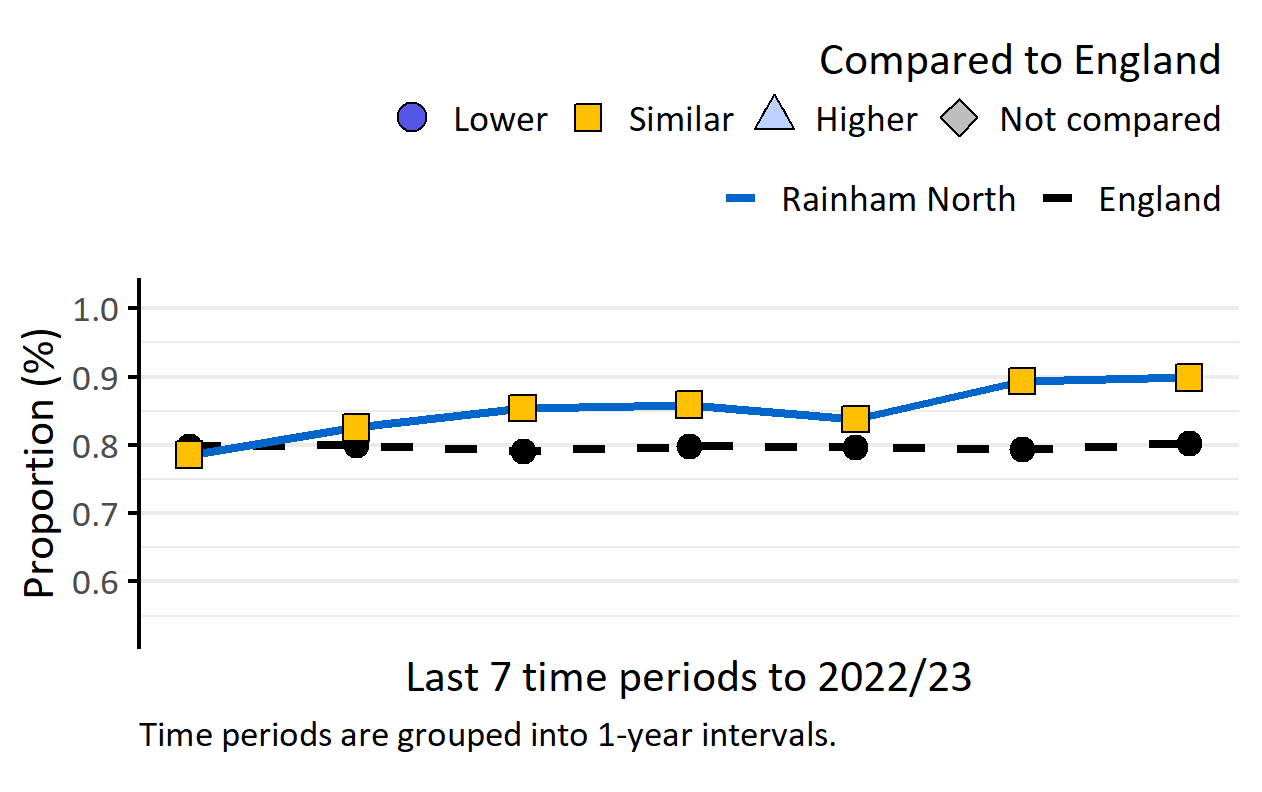 Compared to England
Lower Similar Higher Not compared
Rainham North England
Proportion (%)
1.0
0.9
0.8
0.7
0.6
Last 7 time periods to 2022/23
Time periods are grouped into 1-year intervals.